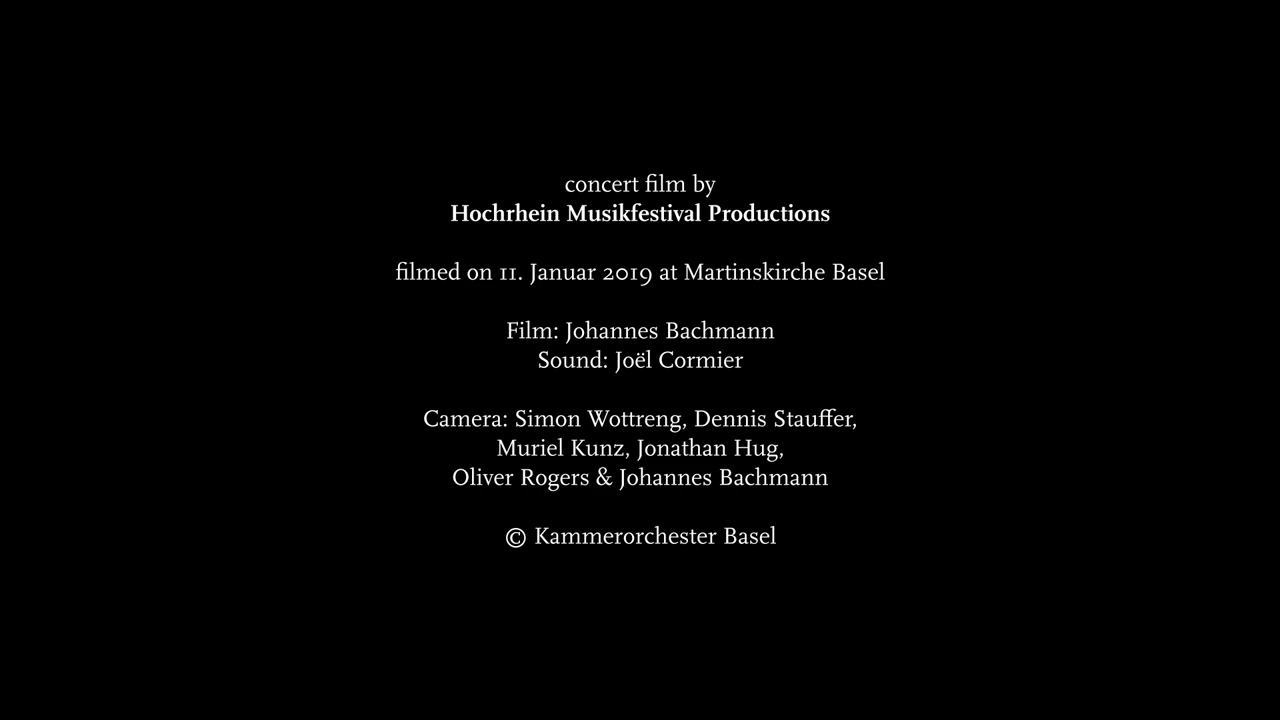 concert film by
Hochrhein Musikfestival Productions
filmed on 11. Januar 2019 at Martinskirche Basel
Film: Johannes Bachmann
Sound: Joël Cormier
Camera: Simon Wottreng, Dennis Stauffer,
Muriel Kunz, Jonathan Hug,
Oliver Rogers & Johannes Bachmann
© Kammerorchester Basel